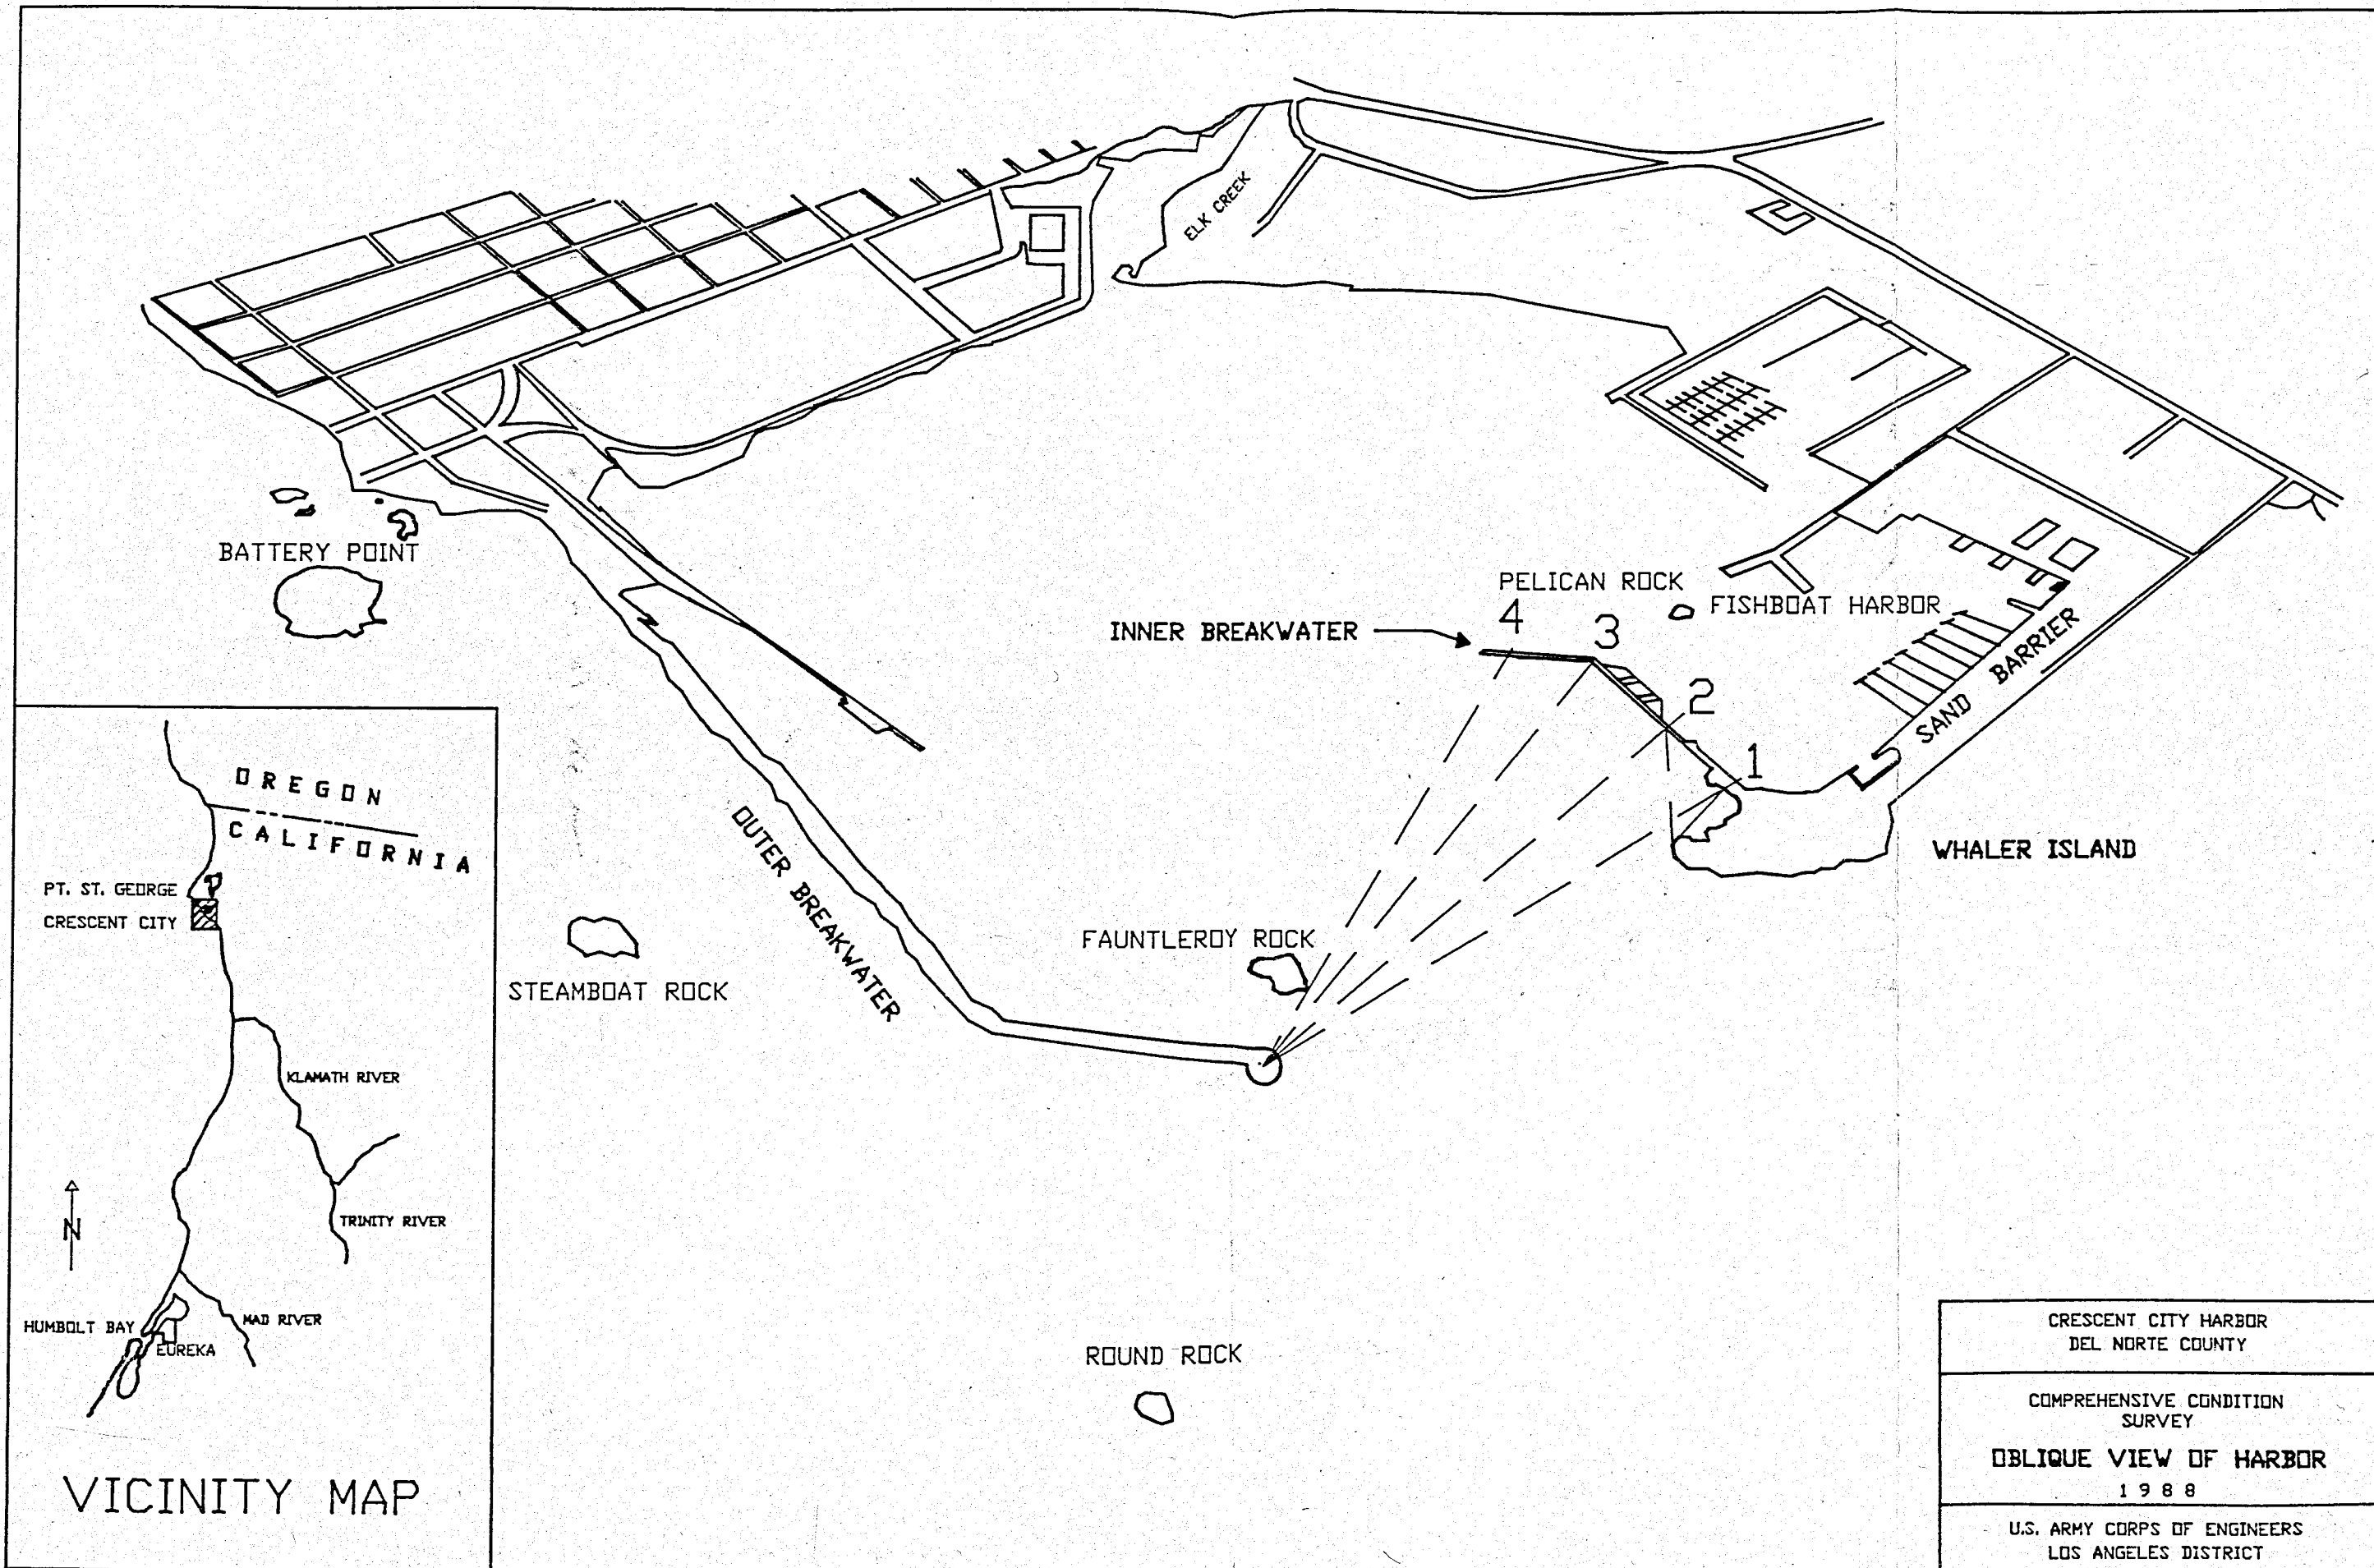 ELK CREEK
BATTERY POINT
PELICAN ROCK
FISHBOAT HARBOR
INNER BREAKWATER
4
3
2
1
SAND BARRIER
WHALER ISLAND
OUTER BREAKWATER
FAUNTLEROY ROCK
STEAMBOAT ROCK
ROUND ROCK
OREGON
CALIFORNIA
PT. ST. GEORGE
CRESCENT CITY
KLAMATH RIVER
TRINITY RIVER
N
HUMBOLT BAY
MAD RIVER
EUREKA
VICINITY MAP
CRESCENT CITY HARBOR
DEL NORTE COUNTY
COMPREHENSIVE CONDITION
SURVEY
OBLIQUE VIEW OF HARBOR
1988
U.S. ARMY CORPS OF ENGINEERS
LOS ANGELES DISTRICT